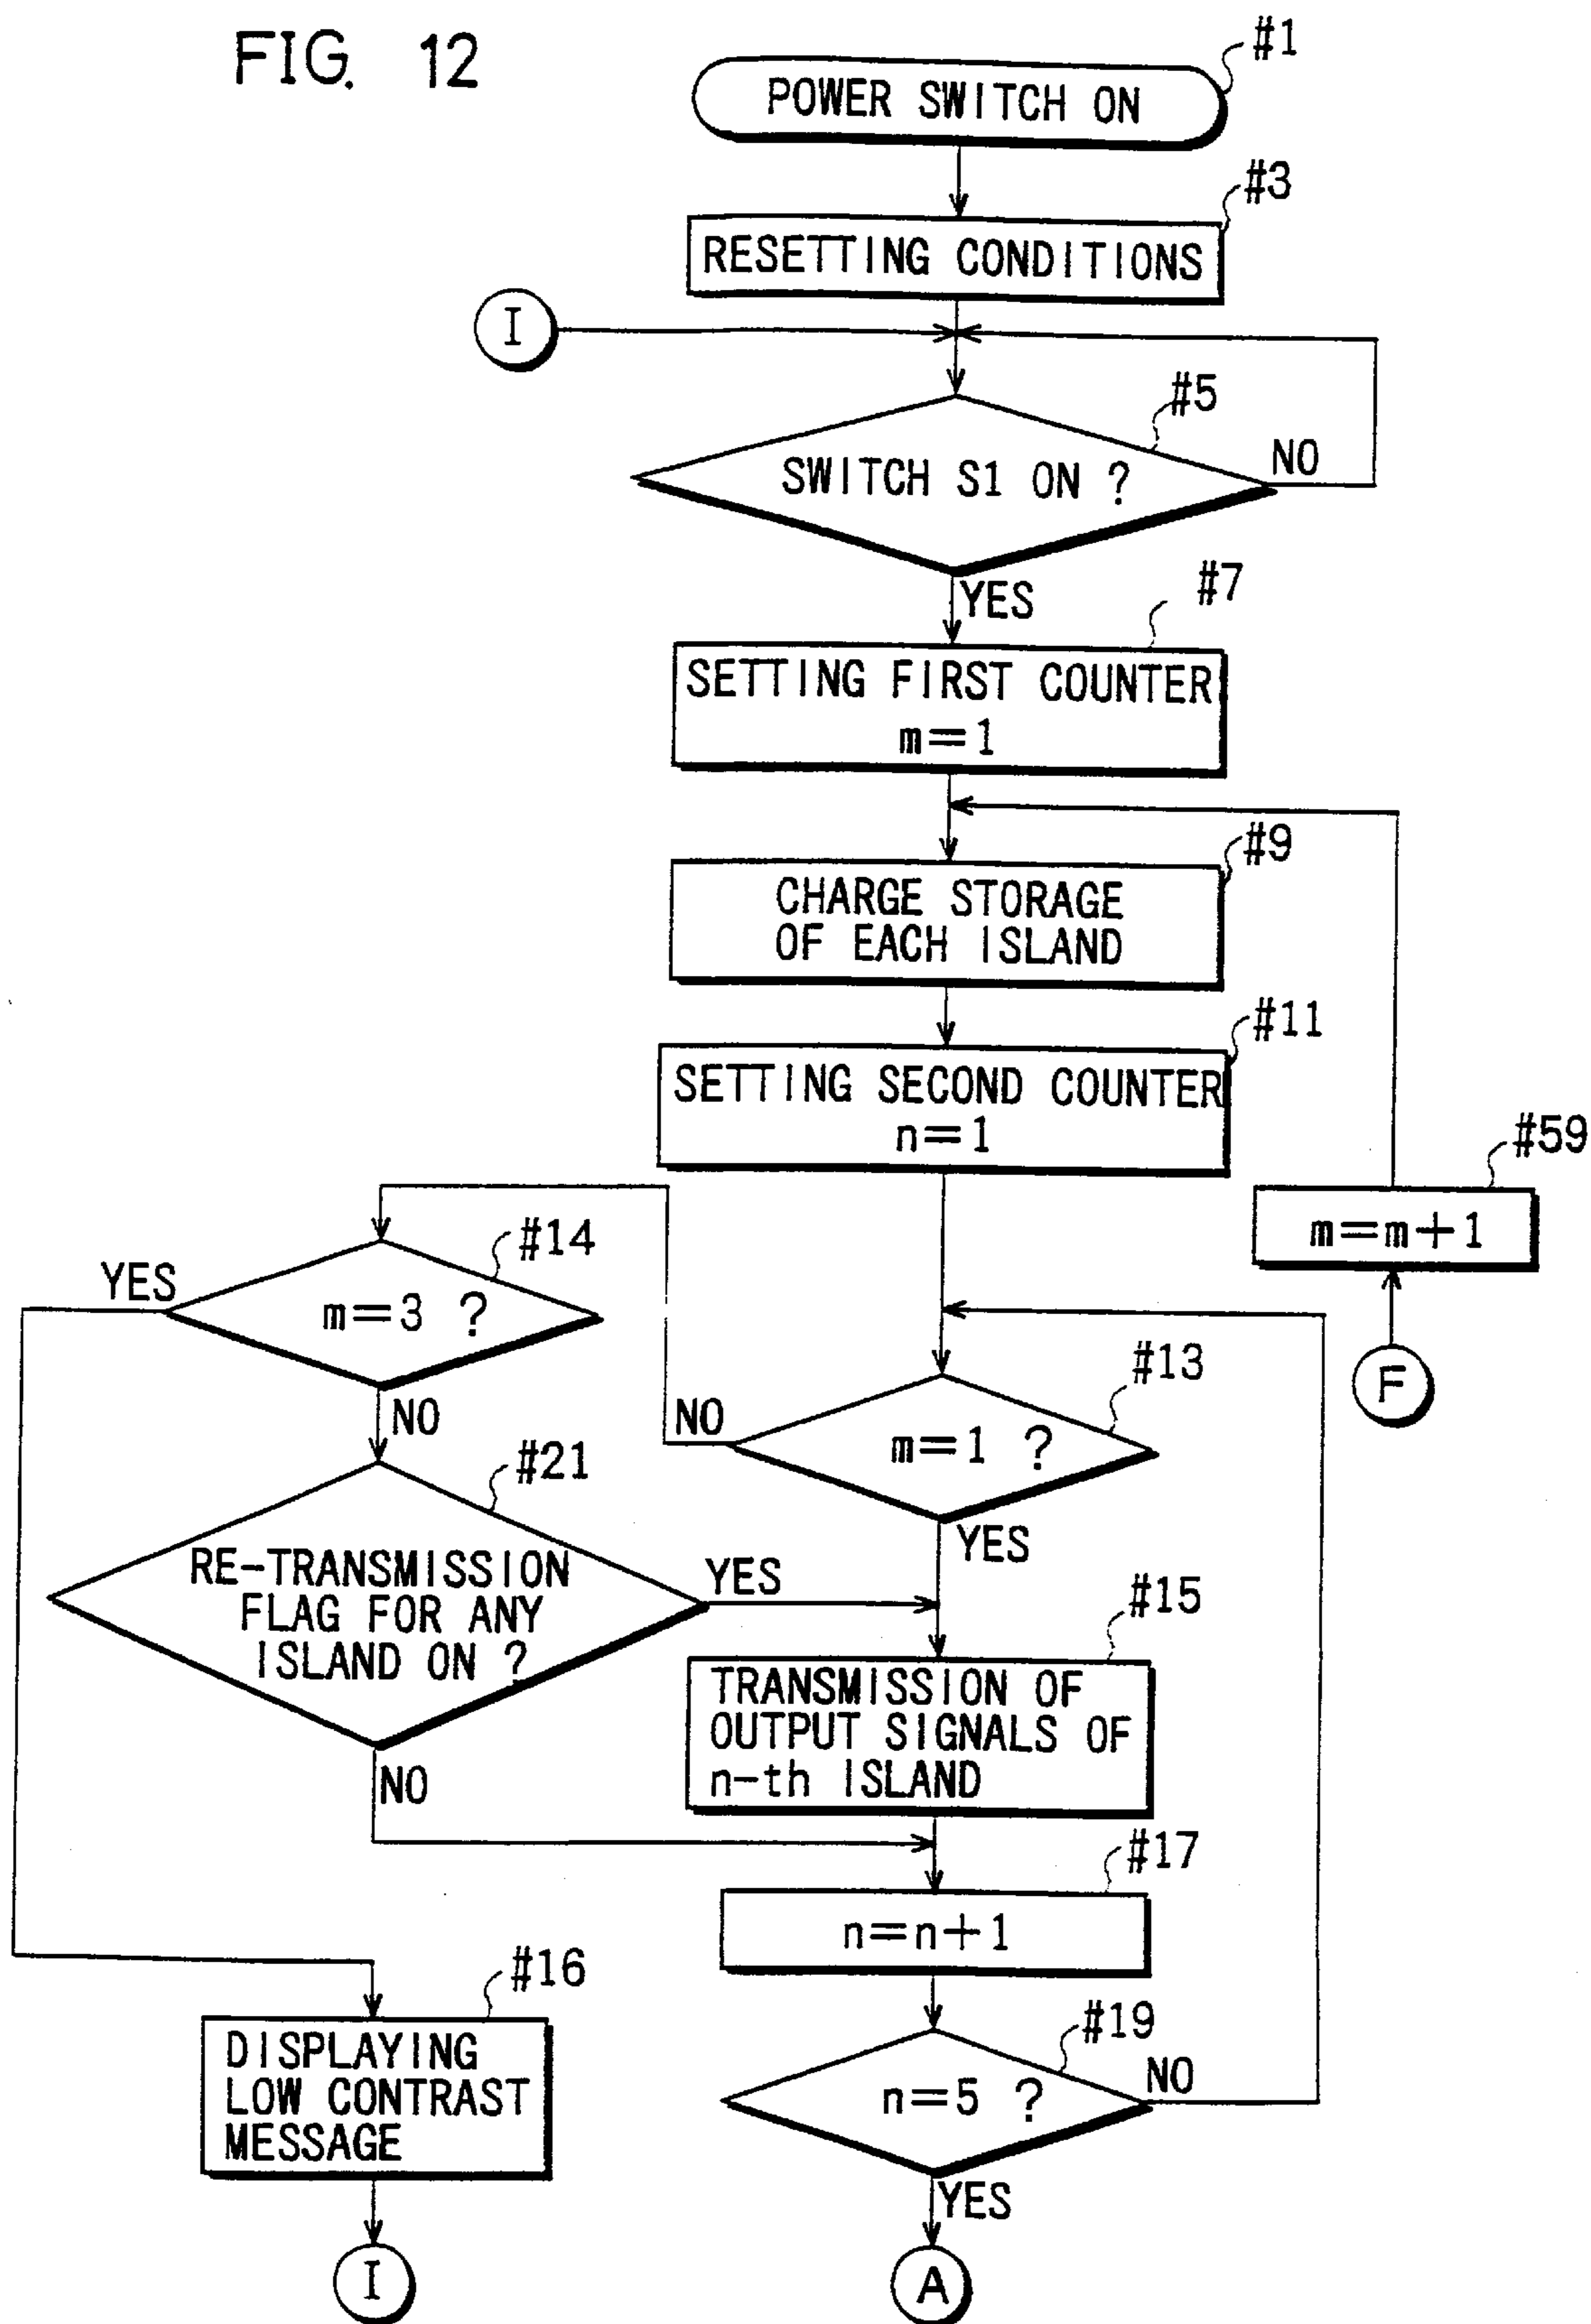 FIG. 12
#1
POWER SWITCH ON
#3
RESETTING CONDITIONS
I
#5
SWITCH S1 ON ?
NO
YES
#7
SETTING FIRST COUNTER
m=1
#9
CHARGE STORAGE
OF EACH ISLAND
#11
SETTING SECOND COUNTER
n=1
#59
m=m+1
F
#14
YES
m=3 ?
NO
#13
NO
m=1 ?
YES
#21
RE-TRANSMISSION
FLAG FOR ANY
ISLAND ON ?
YES
NO
#15
TRANSMISSION OF
OUTPUT SIGNALS OF
n-th ISLAND
#17
n=n+1
#16
DISPLAYING
LOW CONTRAST
MESSAGE
I
#19
n=5 ?
NO
YES
A